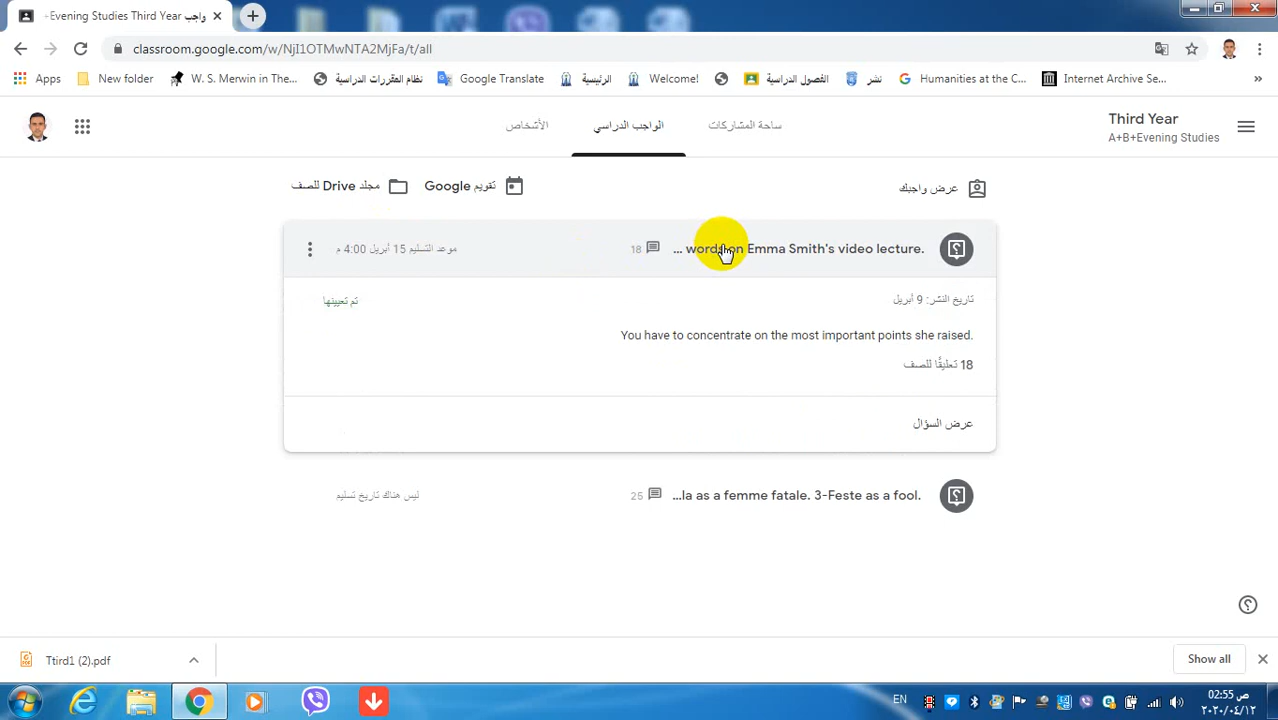 -Evening Studies Third Year واجب
classroom.google.com/w/NjI1OTMwNTA2MjFa/t/all
Apps
New folder
W. S. Merwin in The...
نظام المقررات الدراسية
Google Translate
الرئيسية
Welcome!
الفصول الدراسية
نشر
Humanities at the C...
Internet Archive Se...
»
Third Year
A+B+Evening Studies
ساحة المشاركات
الواجب الدراسي
الأشخاص
عرض واجبك
تقويم Google
مجلد Drive للصف
... words on Emma Smith's video lecture.
18
موعد التسليم 15 أبريل 4:00 م
تاريخ النشر: 9 أبريل
تم تعيينها
You have to concentrate on the most important points she raised.
18 تعليقًا للصف
عرض السؤال
...la as a femme fatale. 3-Feste as a fool.
25
ليس هناك تاريخ تسليم
Ttird1 (2).pdf
Show all
EN
02:55 ص
٢٠٢٠/٠٤/١٢